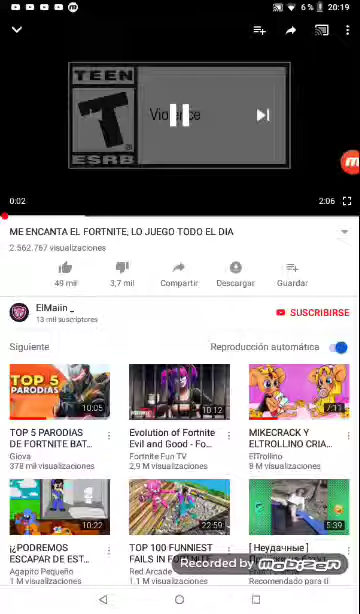 6 % 20:19
TEEN
T
ESRB
Violence
0:02
2:06
ME ENCANTA EL FORTNITE, LO JUEGO TODO EL DIA
2.562.767 visualizaciones
49 mil
3,7 mil
Compartir
Descargar
Guardar
ElMaiin _
13 mil suscriptores
SUSCRIBIRSE
Siguiente
Reproducción automática
TOP 5
PARODIAS
10:05
10:12
7:11
TOP 5 PARODIAS
DE FORTNITE BAT...
Giova
378 mil visualizaciones
Evolution of Fortnite
Evil and Good - Fo...
Fortnite Fun TV
2,9 M visualizaciones
MIKECRACK Y
ELTROLLINO CRIA...
ElTrollino
8 M visualizaciones
10:22
22:59
5:39
¡¿PODREMOS
ESCAPAR DE EST...
Agapito Pequeño
1 M visualizaciones
TOP 100 FUNNIEST
FAILS IN FORTNITE
Red Arcade
1,1 M visualizaciones
[ Неудачные ]
Recomendado para ti
Recorded by mobizen